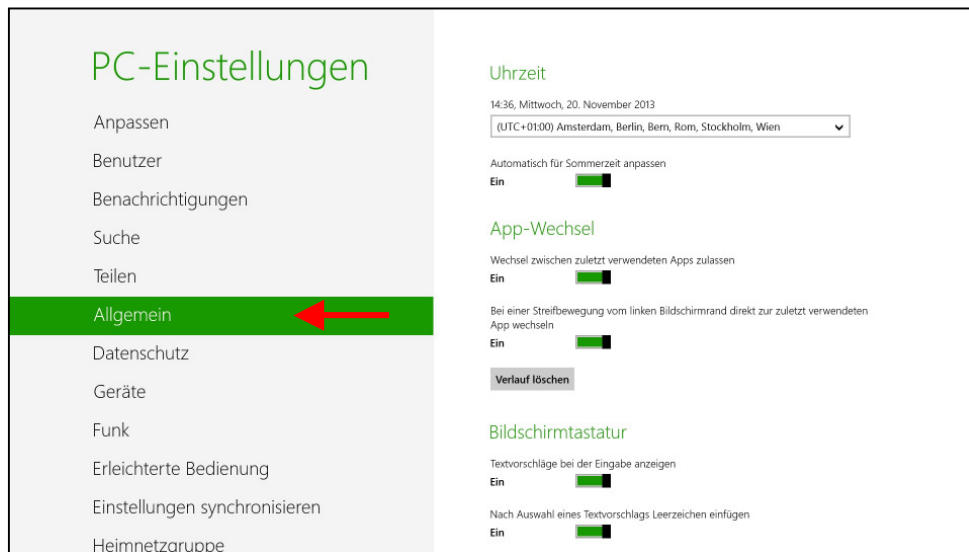 PC-Einstellungen
Anpassen
Benutzer
Benachrichtigungen
Suche
Teilen
Allgemein
Datenschutz
Geräte
Funk
Erleichterte Bedienung
Einstellungen synchronisieren
Heimnetzgruppe
Uhrzeit
14:36, Mittwoch, 20. November 2013
(UTC+01:00) Amsterdam, Berlin, Bern, Rom, Stockholm, Wien
Automatisch für Sommerzeit anpassen
Ein
App-Wechsel
Wechsel zwischen zuletzt verwendeten Apps zulassen
Ein
Bei einer Streifbewegung vom linken Bildschirmrand direkt zur zuletzt verwendeten
App wechseln
Ein
Verlauf löschen
Bildschirmtastatur
Textvorschläge bei der Eingabe anzeigen
Ein
Nach Auswahl eines Textvorschlags Leerzeichen einfügen
Ein